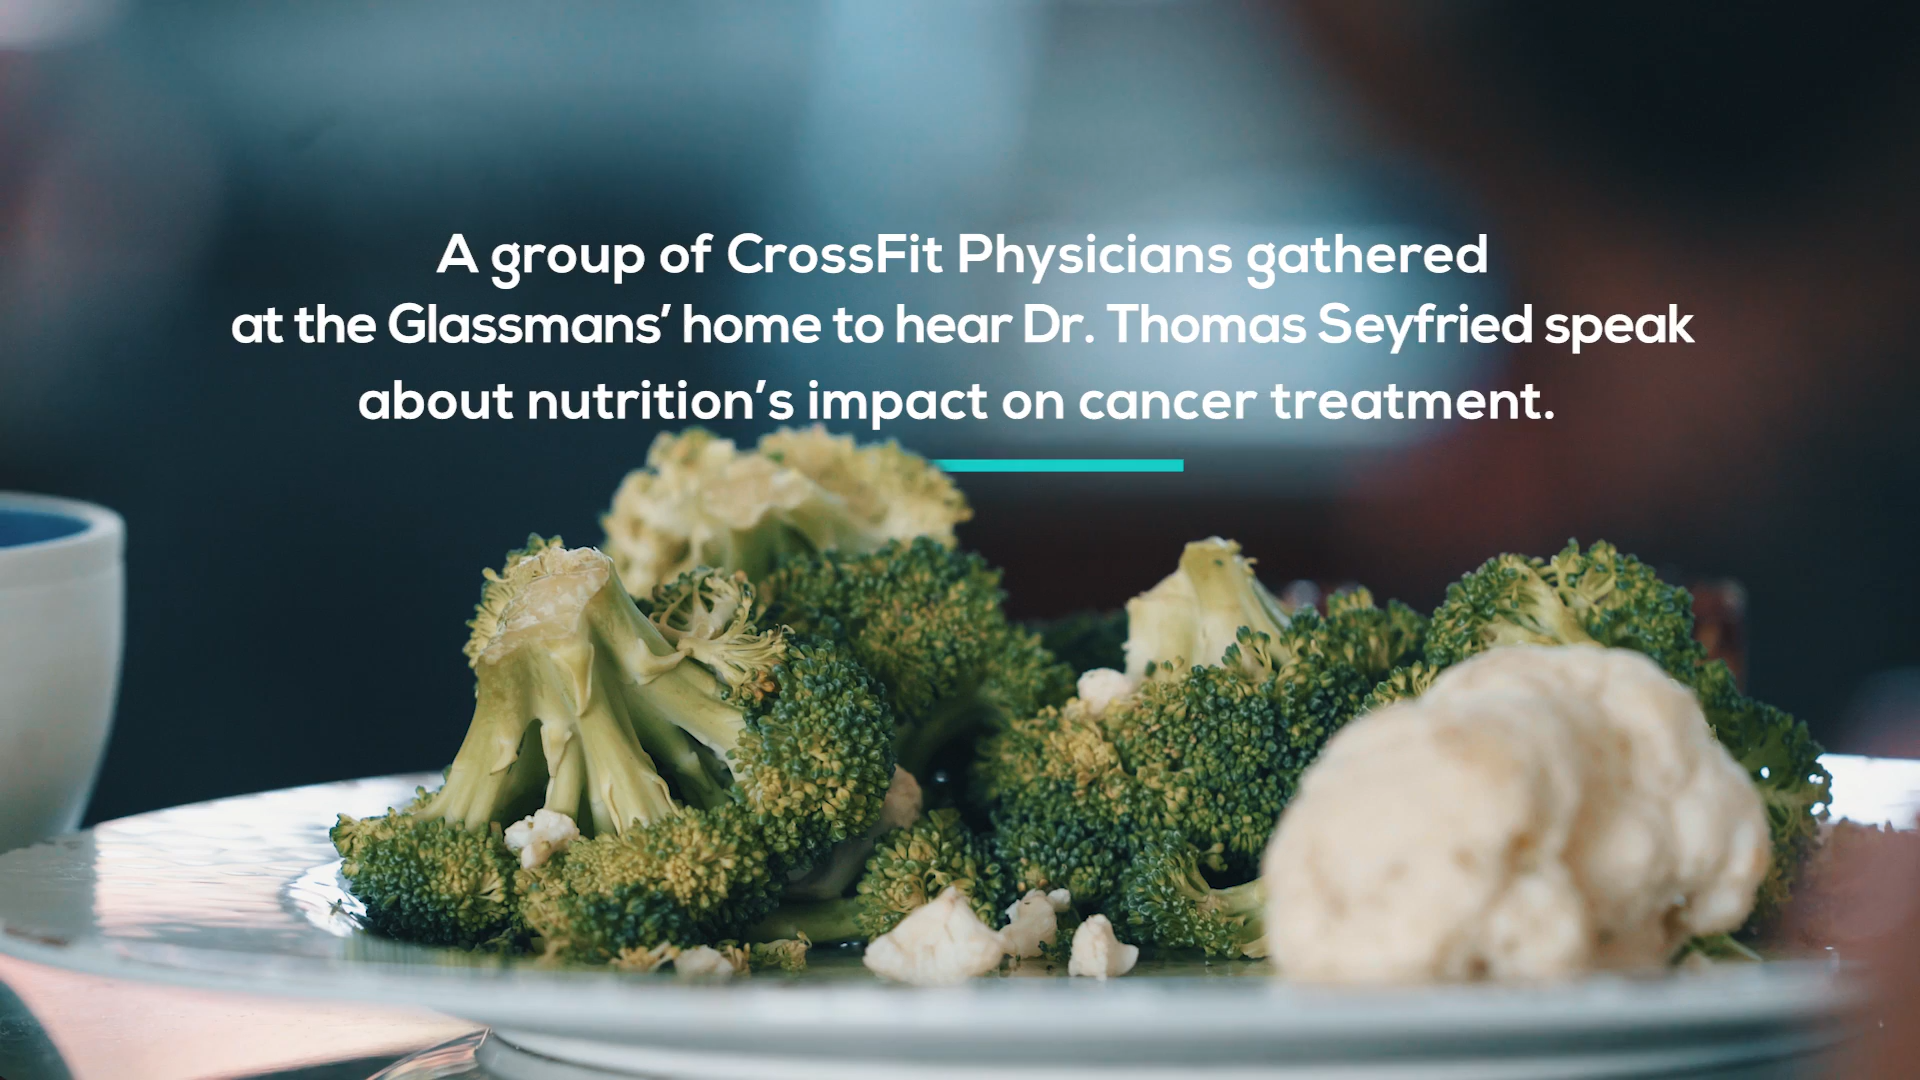 A group of CrossFit Physicians gathered
at the Glassmans’ home to hear Dr. Thomas Seyfried speak
about nutrition’s impact on cancer treatment.